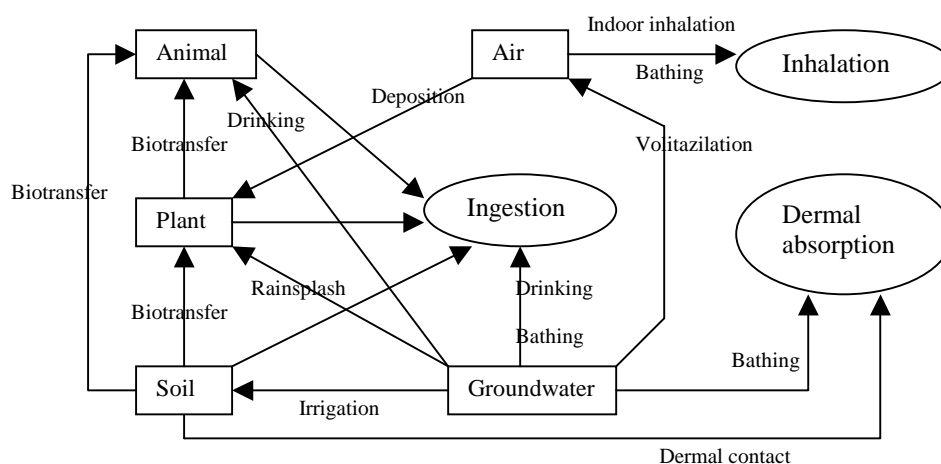 Indoor inhalation
Animal
Air
Inhalation
Bathing
Deposition
Drinking
Biotransfer
Volitazilation
Biotransfer
Ingestion
Dermal
absorption
Plant
Rainsplash
Drinking
Biotransfer
Bathing
Bathing
Soil
Groundwater
Irrigation
Dermal contact